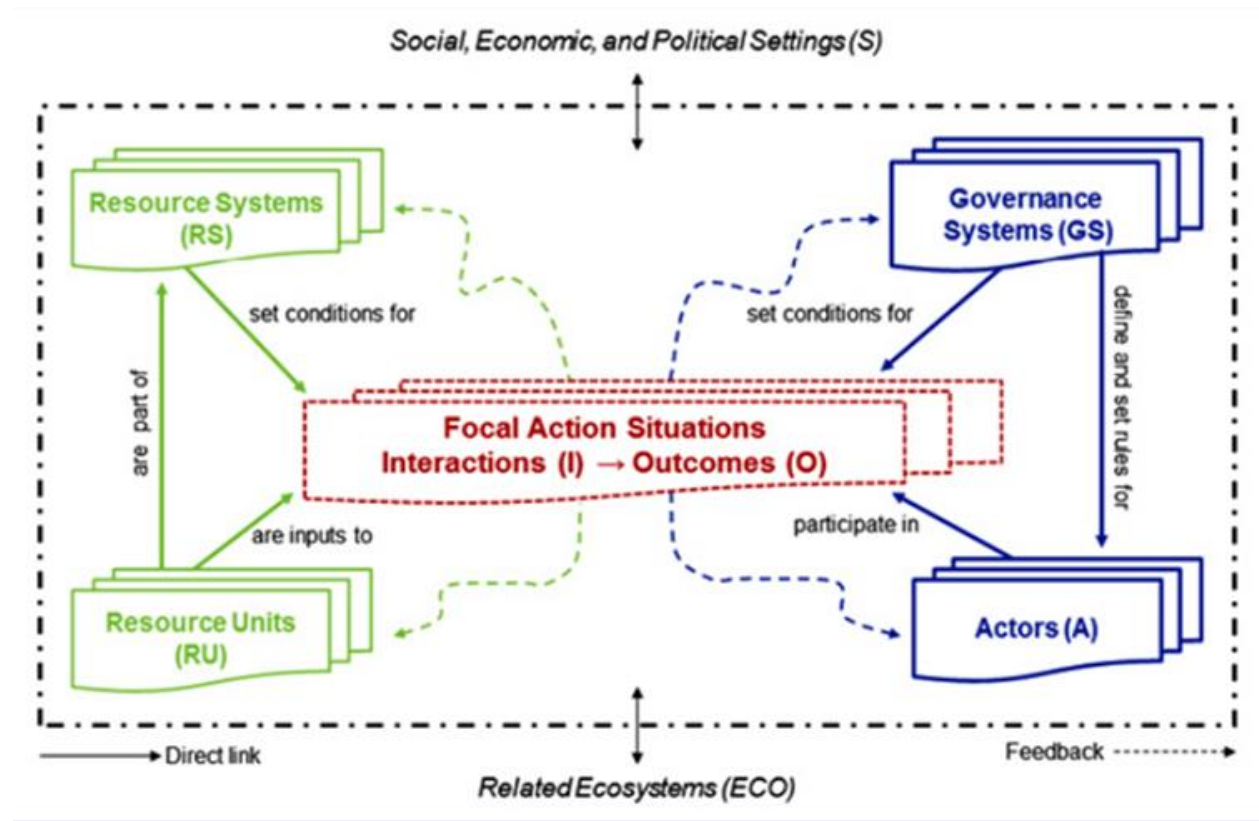 Social, Economic, and Political Settings (S)
Resource Systems
(RS)
Governance
Systems (GS)
set conditions for
set conditions for
are part of
define and set rules for
Focal Action Situations
Interactions (I) → Outcomes (O)
are inputs to
participate in
Resource Units
(RU)
Actors (A)
Direct link
Feedback
Related Ecosystems (ECO)